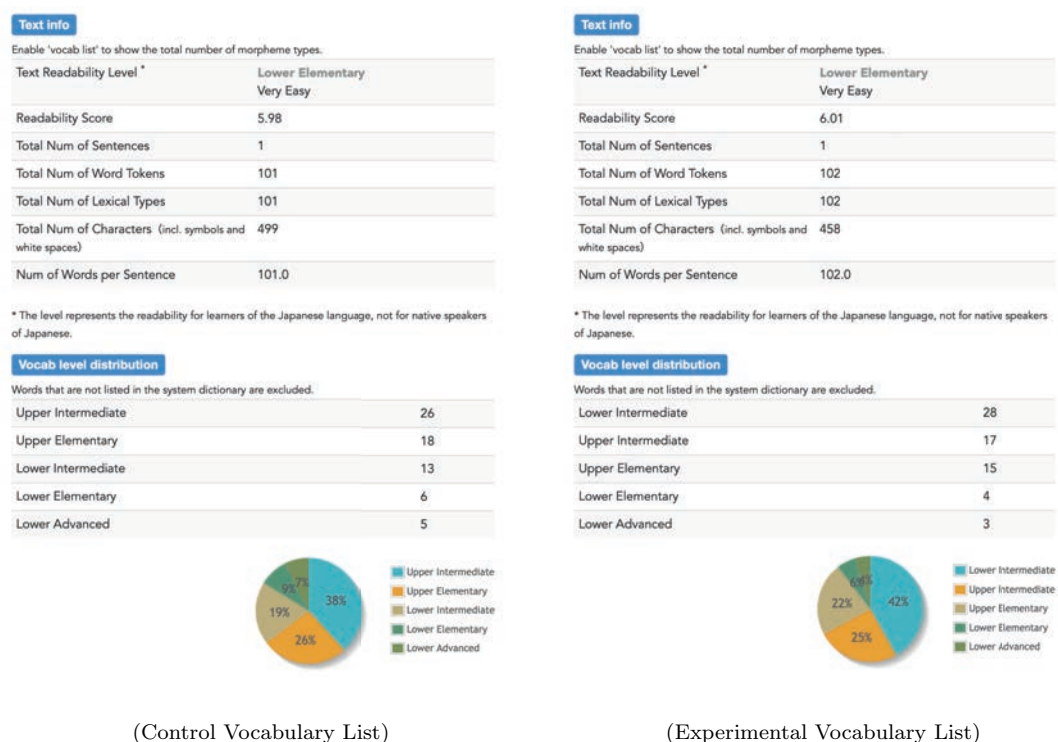 Text info
Enable 'vocab list' to show the total number of morpheme types.
Text Readability Level * Lower Elementary
Very Easy
Readability Score 5.98
Total Num of Sentences 1
Total Num of Word Tokens 101
Total Num of Lexical Types 101
Total Num of Characters (incl. symbols and 499
white spaces)
Num of Words per Sentence 101.0
* The level represents the readability for learners of the Japanese language, not for native speakers
of Japanese.
Vocab level distribution
Words that are not listed in the system dictionary are excluded.
Upper Intermediate 26
Upper Elementary 18
Lower Intermediate 13
Lower Elementary 6
Lower Advanced 5
38%
26%
19%
9%
7%
Upper Intermediate
Upper Elementary
Lower Intermediate
Lower Elementary
Lower Advanced
(Control Vocabulary List)
Text info
Enable 'vocab list' to show the total number of morpheme types.
Text Readability Level * Lower Elementary
Very Easy
Readability Score 6.01
Total Num of Sentences 1
Total Num of Word Tokens 102
Total Num of Lexical Types 102
Total Num of Characters (incl. symbols and 458
white spaces)
Num of Words per Sentence 102.0
* The level represents the readability for learners of the Japanese language, not for native speakers
of Japanese.
Vocab level distribution
Words that are not listed in the system dictionary are excluded.
Lower Intermediate 28
Upper Intermediate 17
Upper Elementary 15
Lower Elementary 4
Lower Advanced 3
42%
25%
22%
6%
4%
Lower Intermediate
Upper Intermediate
Upper Elementary
Lower Elementary
Lower Advanced
(Experimental Vocabulary List)